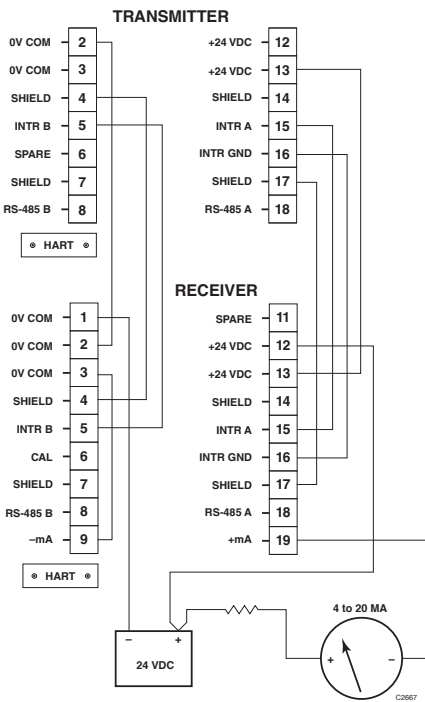 TRANSMITTER
0V COM 2
0V COM 3
SHIELD 4
INTR B 5
SPARE 6
SHIELD 7
RS-485 B 8
HART
+24 VDC 12
+24 VDC 13
SHIELD 14
INTR A 15
INTR GND 16
SHIELD 17
RS-485 A 18
RECEIVER
0V COM 1
0V COM 2
0V COM 3
SHIELD 4
INTR B 5
CAL 6
SHIELD 7
RS-485 B 8
–mA 9
HART
SPARE 11
+24 VDC 12
+24 VDC 13
SHIELD 14
INTR A 15
INTR GND 16
SHIELD 17
RS-485 A 18
+mA 19
– +
24 VDC
4 to 20 MA
+ –
C2667